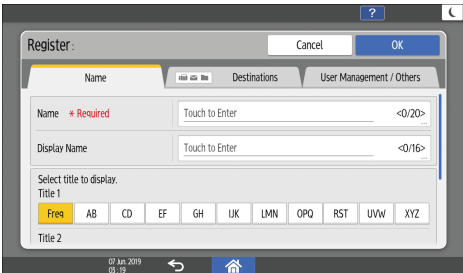 ?
Register:
Cancel
OK
Name
Destinations
User Management / Others
Name * Required
Touch to Enter
<0/20>
...
Display Name
Touch to Enter
<0/16>
...
Select title to display.
Title 1
Freq AB CD EF GH IJK LMN OPQ RST UVW XYZ
Title 2
07 Jun. 2019
03 : 19